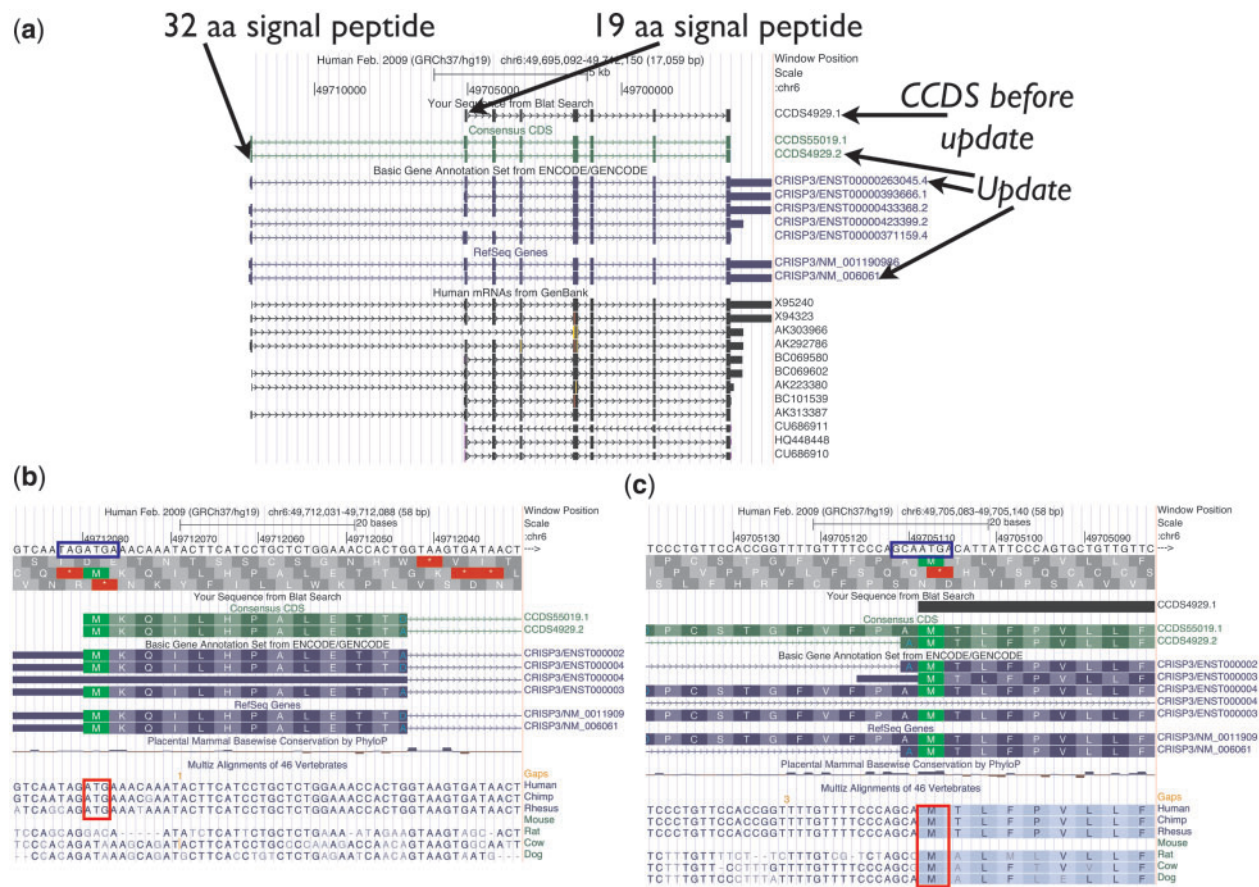 (a)
32 aa signal peptide
19 aa signal peptide
Human Feb. 2009 (GRCh37/hg19) chr6:49,695,092-49,712,150 (17,059 bp)
Window Position
5 kb
Scale
49710000
49705000
49700000
:chr6
Your Sequence from Blat Search
CCDS4929.1
CCDS before update
Consensus CDS
CCDS55019.1
CCDS4929.2
Update
Basic Gene Annotation Set from ENCODE/GENCODE
CRISP3/ENST00000263045.4
CRISP3/ENST00000393666.1
CRISP3/ENST00000433368.2
CRISP3/ENST00000423399.2
CRISP3/ENST00000371159.4
RefSeq Genes
CRISP3/NM_001190986
CRISP3/NM_006061
Human mRNAs from GenBank
X95240
X94323
AK303966
AK292786
BC069580
BC069602
AK223380
BC101539
AK313387
CU686911
HQ448448
CU686910
(b)
Human Feb. 2009 (GRCh37/hg19) chr6:49,712,031-49,712,088 (58 bp)
Window Position
20 bases
Scale
49712080
49712070
49712060
49712050
49712040
:chr6
GTCAATAGATGAAACAAATACTTCATCCTGCTCTGGAAACCACTGGTAAGTGATAACT
--->
Your Sequence from Blat Search
Consensus CDS
M K Q I L H P A L E T T
CCDS55019.1
M K Q I L H P A L E T T
CCDS4929.2
Basic Gene Annotation Set from ENCODE/GENCODE
M K Q I L H P A L E T T
CRISP3/ENST000002
M K Q I L H P A L E T T
CRISP3/ENST000004
CRISP3/ENST000004
M K Q I L H P A L E T T
CRISP3/ENST000003
RefSeq Genes
M K Q I L H P A L E T T
CRISP3/NM_0011909
M K Q I L H P A L E T T
CRISP3/NM_006061
Placental Mammal Basewise Conservation by PhyloP
Multiz Alignments of 46 Vertebrates
1
Gaps
GTCAATAGATGAAACAAATACTTCATCCTGCTCTGGAAACCACTGGTAAGTGATAACT
Human
GTCAATAGATGAAACGAATACTTCATCCTGCTCTGGAAACCACTGGTAAGTGATAACT
Chimp
Rhesus
Mouse
Rat
Cow
Dog
(c)
Human Feb. 2009 (GRCh37/hg19) chr6:49,705,083-49,705,140 (58 bp)
Window Position
20 bases
Scale
49705130
49705120
49705110
49705100
49705090
:chr6
TCCCTGTTCCACCGGTTTTGTTTTCCCAGCAATGACATTATTCCCAGTGCTGTTGTTC
--->
Your Sequence from Blat Search
CCDS4929.1
Consensus CDS
P C S T G F V F P A M T L F P V L L F
CCDS55019.1
M T L F P V L L F
CCDS4929.2
Basic Gene Annotation Set from ENCODE/GENCODE
M T L F P V L L F
CRISP3/ENST000002
M T L F P V L L F
CRISP3/ENST000003
P C S T G F V F P A M T L F P V L L F
CRISP3/ENST000004
CRISP3/ENST000004
P C S T G F V F P A M T L F P V L L F
CRISP3/ENST000003
RefSeq Genes
P C S T G F V F P A M T L F P V L L F
CRISP3/NM_0011909
A M T L F P V L L F
CRISP3/NM_006061
Placental Mammal Basewise Conservation by PhyloP
Multiz Alignments of 46 Vertebrates
3
Gaps
TCCCTGTTCCACCGGTTTTGTTTTCCCAGCA M T L F P V L L F
Human
TCCCTGTTCCACCGGTTTTGTTTTCCCAGCA
Chimp
TCCCTGTTCCACCGGTTTTGTTTTCCCAGCA M
Rhesus
Mouse
M A L M L V L L F
Rat
Cow
Dog